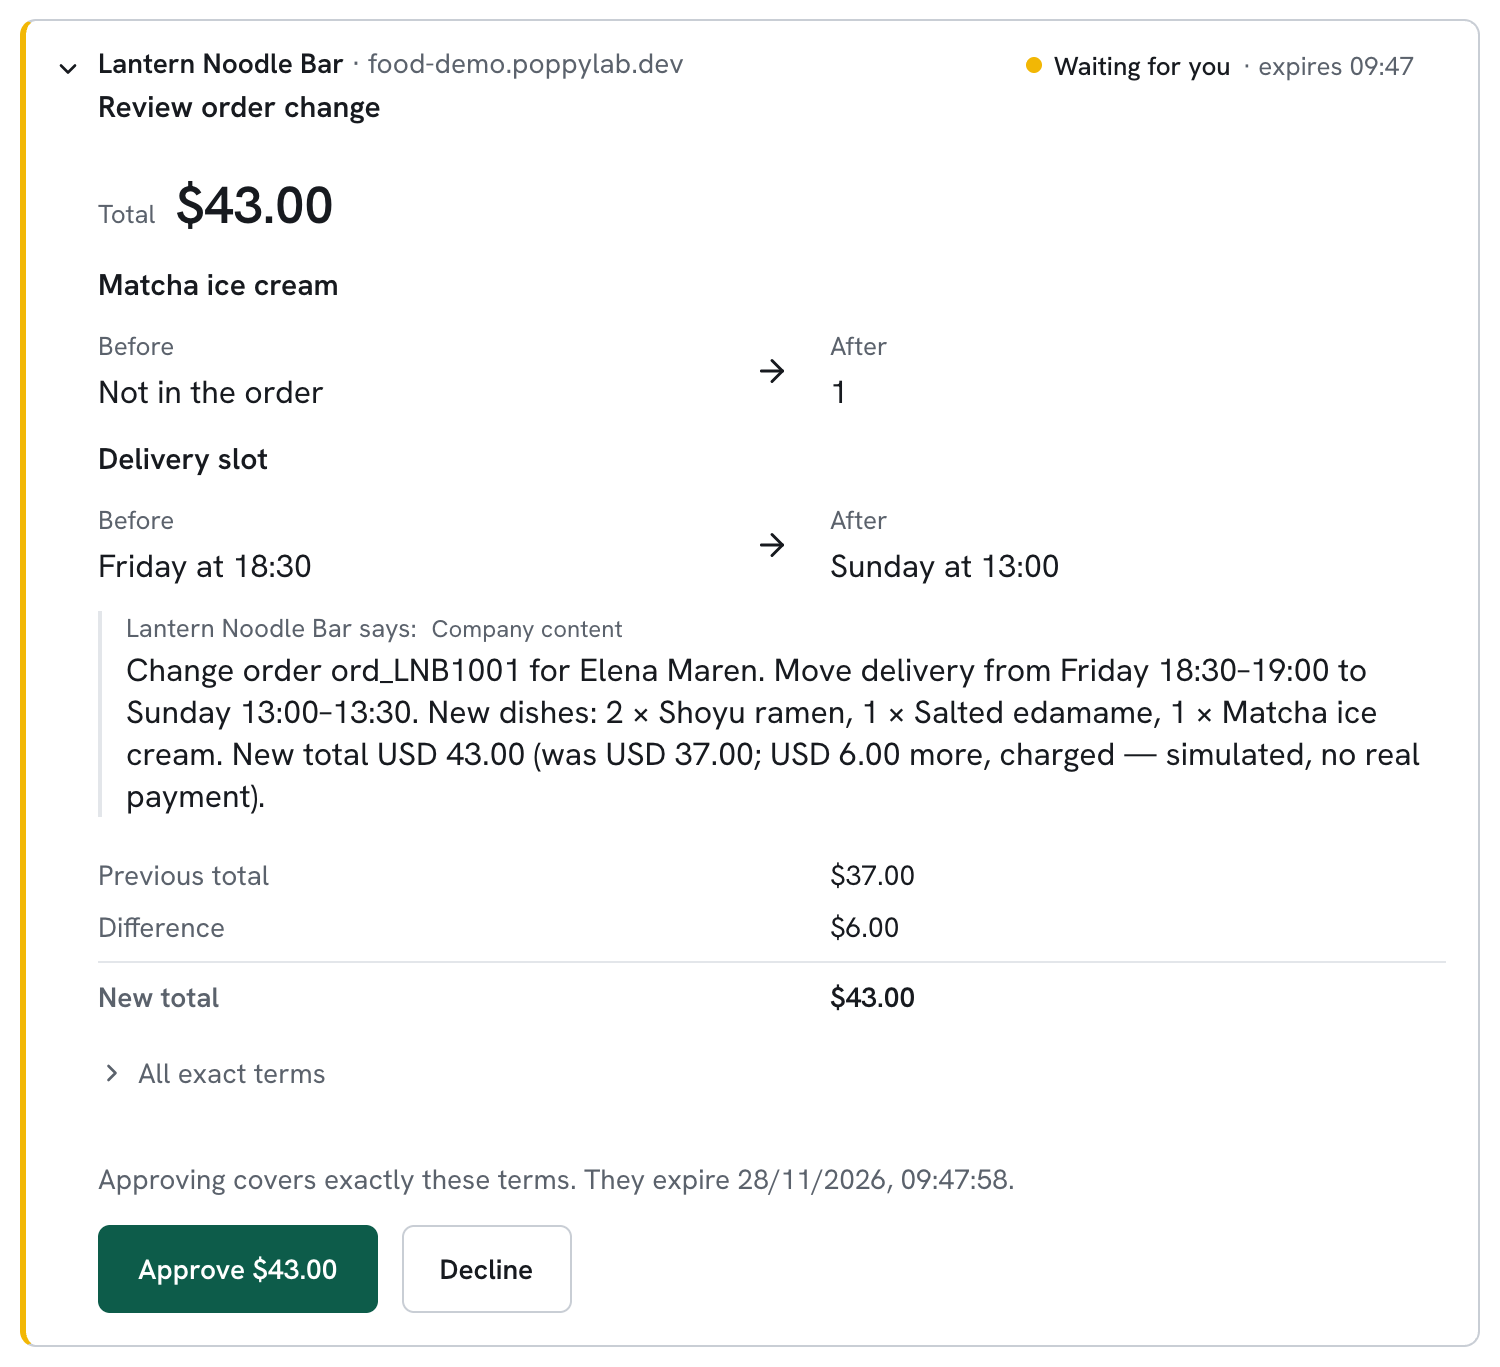 Lantern Noodle Bar · food-demo.poppylab.dev
Waiting for you · expires 09:47
Review order change
Total $43.00
Matcha ice cream
Before
After
Not in the order
1
Delivery slot
Before
After
Friday at 18:30
Sunday at 13:00
Lantern Noodle Bar says: Company content
Change order ord_LNB1001 for Elena Maren. Move delivery from Friday 18:30–19:00 to
Sunday 13:00–13:30. New dishes: 2 × Shoyu ramen, 1 × Salted edamame, 1 × Matcha ice
cream. New total USD 43.00 (was USD 37.00; USD 6.00 more, charged — simulated, no real
payment).
Previous total $37.00
Difference $6.00
New total $43.00
All exact terms
Approving covers exactly these terms. They expire 28/11/2026, 09:47:58.
Approve $43.00
Decline